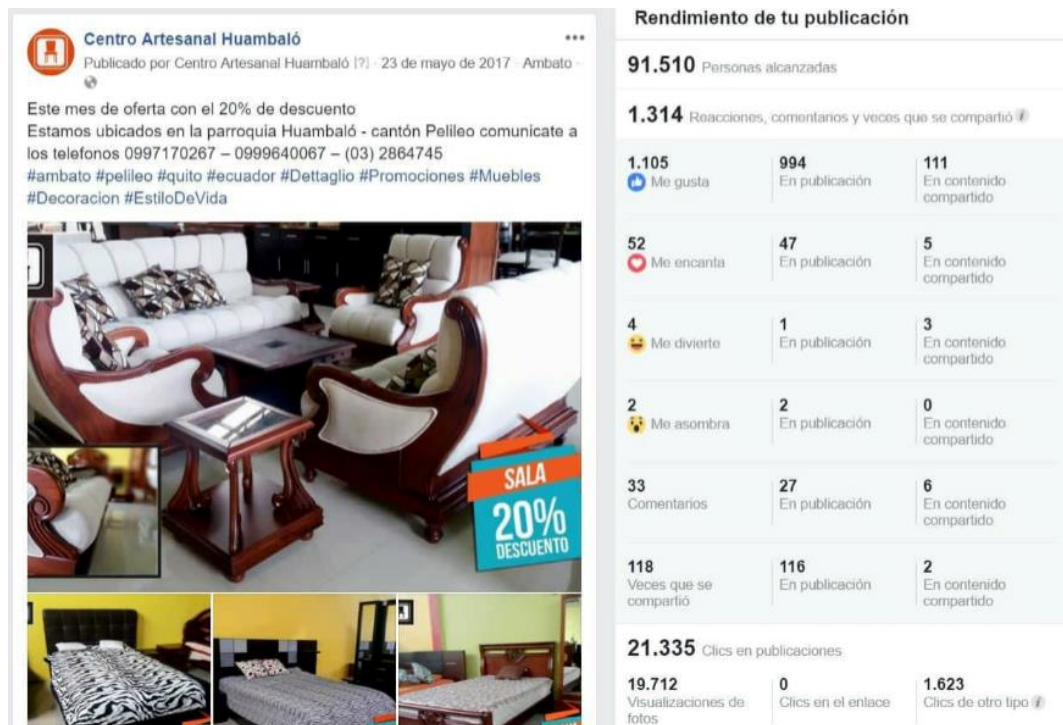 Centro Artesanal Huambaló
Publicado por Centro Artesanal Huambaló [?] · 23 de mayo de 2017 · Ambato ·
Este mes de oferta con el 20% de descuento
Estamos ubicados en la parroquia Huambaló - cantón Pelileo comunicate a
los telefonos 0997170267 – 0999640067 – (03) 2864745
#ambato #pelileo #quito #ecuador #Dettaglio #Promociones #Muebles
#Decoracion #EstiloDeVida
SALA
20%
DESCUENTO
Rendimiento de tu publicación
91.510 Personas alcanzadas
1.314 Reacciones, comentarios y veces que se compartió
1.105 994 111
Me gusta En publicación En contenido
compartido
52 47 5
Me encanta En publicación En contenido
compartido
4 1 3
Me divierte En publicación En contenido
compartido
2 2 0
Me asombra En publicación En contenido
compartido
33 27 6
Comentarios En publicación En contenido
compartido
118 116 2
Veces que se En publicación En contenido
compartió compartido
21.335 Clics en publicaciones
19.712 0 1.623
Visualizaciones de Clics en el enlace Clics de otro tipo
fotos